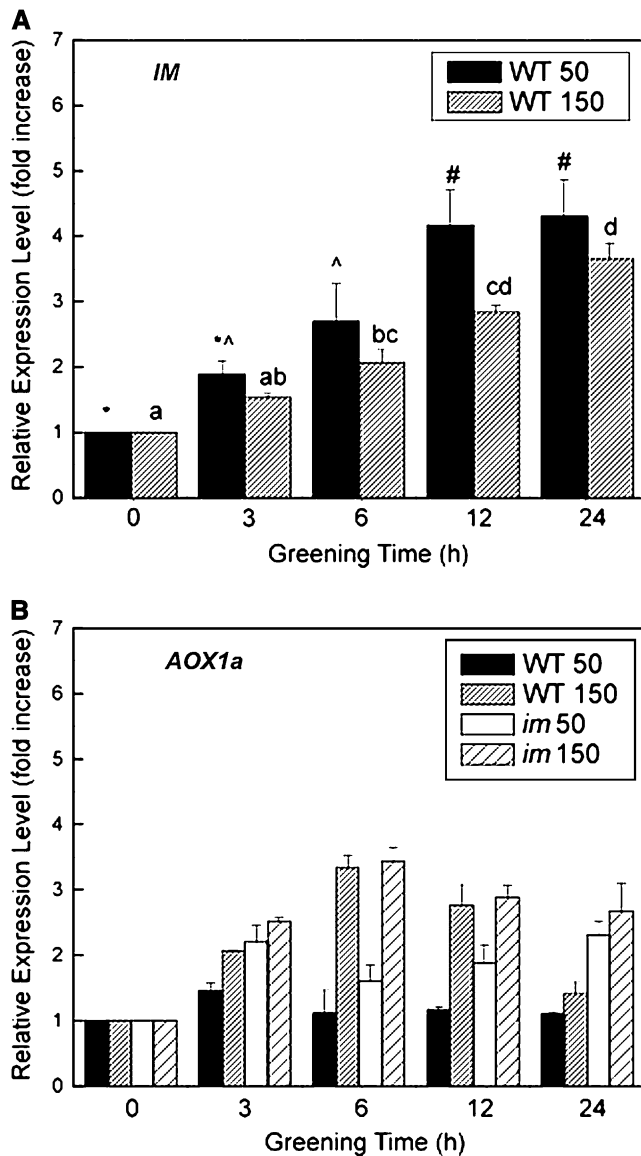 A
IM
WT 50
WT 150
Relative Expression Level (fold increase)
7
6
5
4
3
2
1
0
# #
^ d
cd
*^ bc
ab
* a
0 3 6 12 24
Greening Time (h)
B
AOX1a
WT 50
WT 150
im 50
im 150
Relative Expression Level (fold increase)
7
6
5
4
3
2
1
0
0 3 6 12 24
Greening Time (h)